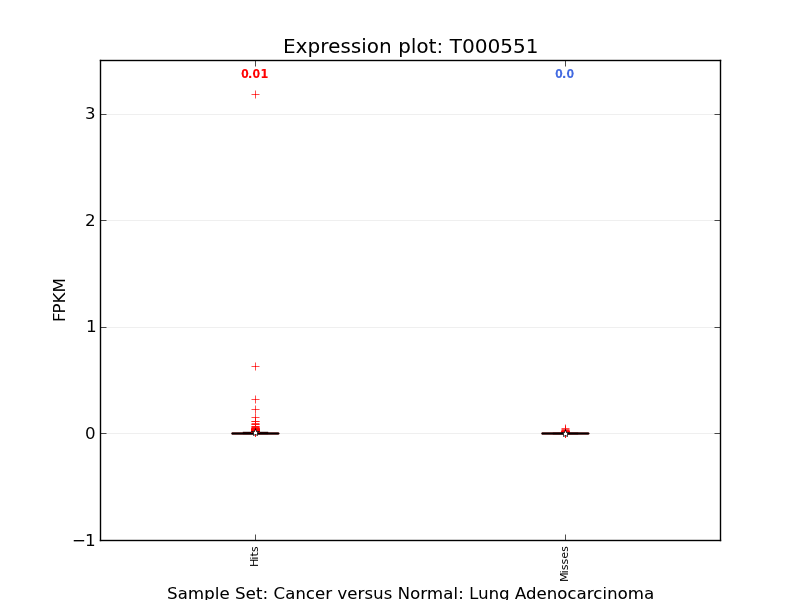 Expression plot: T000551
0.01
0.0
3
2
1
0
−1
FPKM
Hits
Misses
Sample Set: Cancer versus Normal: Lung Adenocarcinoma